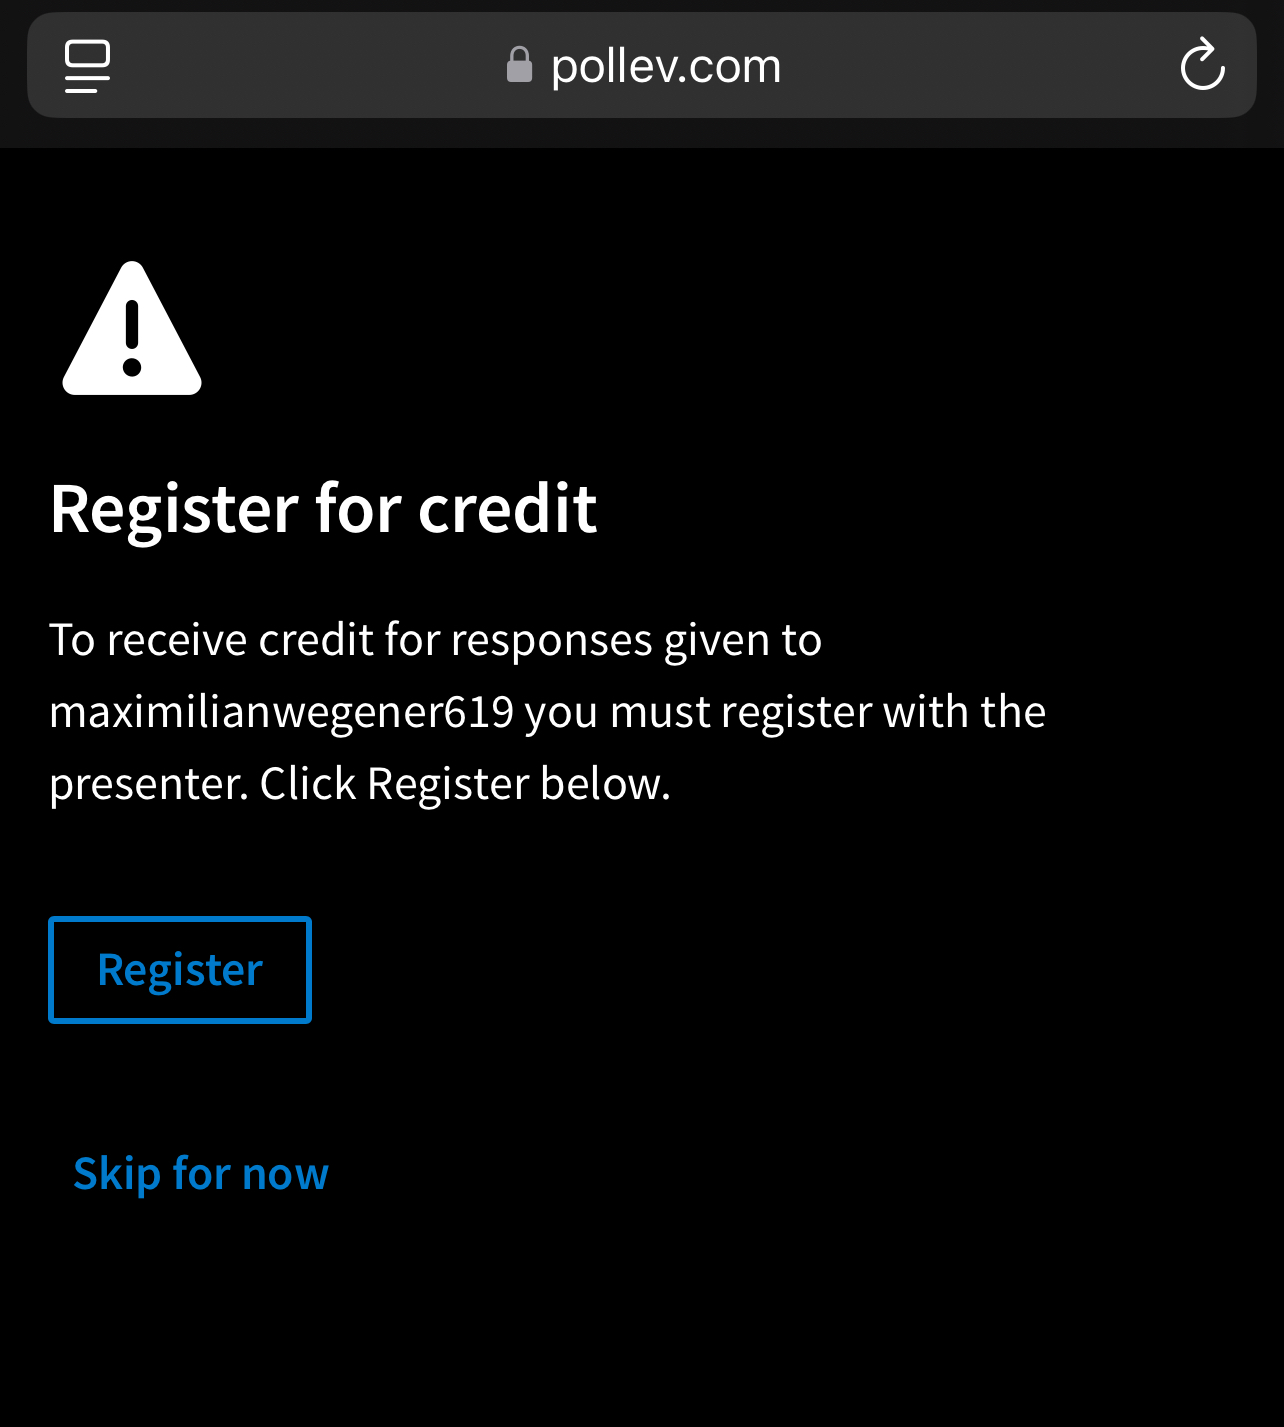 pollev.com
Register for credit
To receive credit for responses given to
maximilianwegener619 you must register with the
presenter. Click Register below.
Register
Skip for now